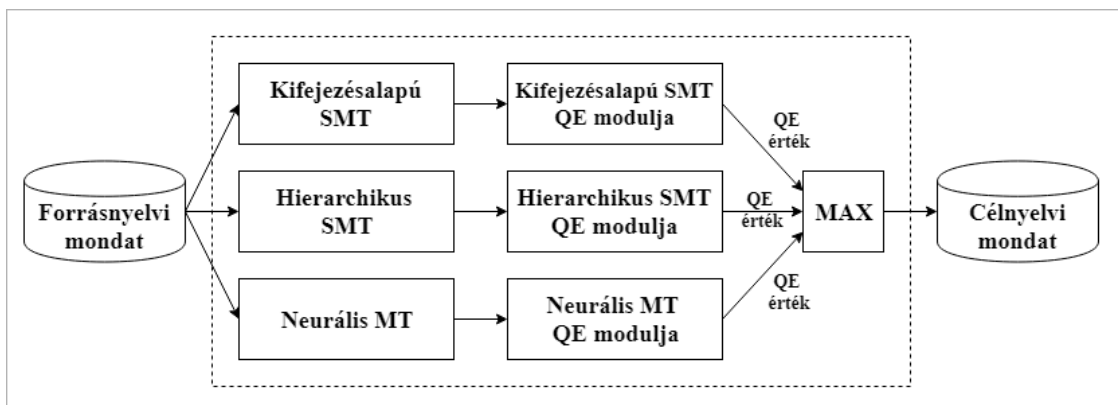 Kifejezésalapú
SMT
Kifejezésalapú SMT
QE modulja
QE
érték
Forrásnyelvi
mondat
Hierarchikus
SMT
Hierarchikus SMT
QE modulja
QE
érték
MAX
Célnyelvi
mondat
Neurális MT
Neurális MT
QE modulja
QE
érték